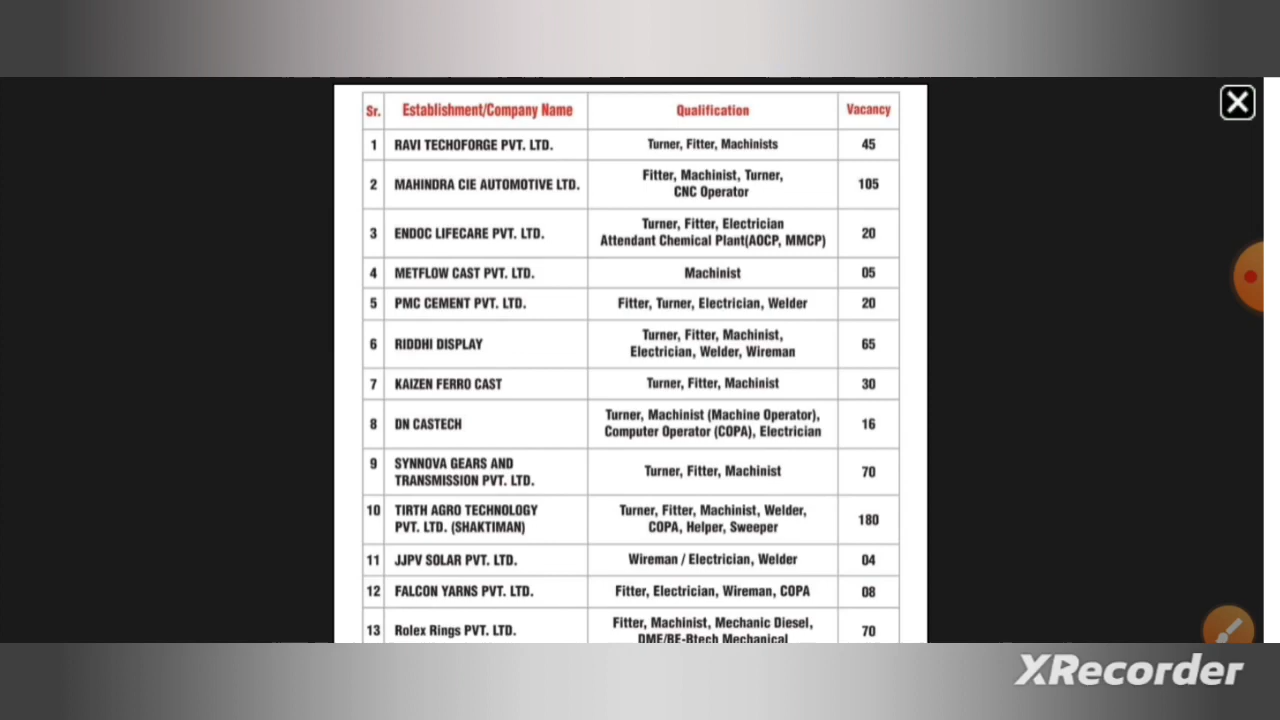 Sr. Establishment/Company Name Qualification Vacancy
1 RAVI TECHOFORGE PVT. LTD. Turner, Fitter, Machinists 45
2 MAHINDRA CIE AUTOMOTIVE LTD. Fitter, Machinist, Turner,
CNC Operator 105
3 ENDOC LIFECARE PVT. LTD. Turner, Fitter, Electrician
Attendant Chemical Plant(AOCP, MMCP) 20
4 METFLOW CAST PVT. LTD. Machinist 05
5 PMC CEMENT PVT. LTD. Fitter, Turner, Electrician, Welder 20
6 RIDDHI DISPLAY Turner, Fitter, Machinist,
Electrician, Welder, Wireman 65
7 KAIZEN FERRO CAST Turner, Fitter, Machinist 30
8 DN CASTECH Turner, Machinist (Machine Operator),
Computer Operator (COPA), Electrician 16
9 SYNNOVA GEARS AND
TRANSMISSION PVT. LTD. Turner, Fitter, Machinist 70
10 TIRTH AGRO TECHNOLOGY Turner, Fitter, Machinist, Welder,
PVT. LTD. (SHAKTIMAN) COPA, Helper, Sweeper 180
11 JJPV SOLAR PVT. LTD. Wireman / Electrician, Welder 04
12 FALCON YARNS PVT. LTD. Fitter, Electrician, Wireman, COPA 08
13 Rolex Rings PVT. LTD. Fitter, Machinist, Mechanic Diesel, 70
DME/BE-Btech Mechanical
XRecorder